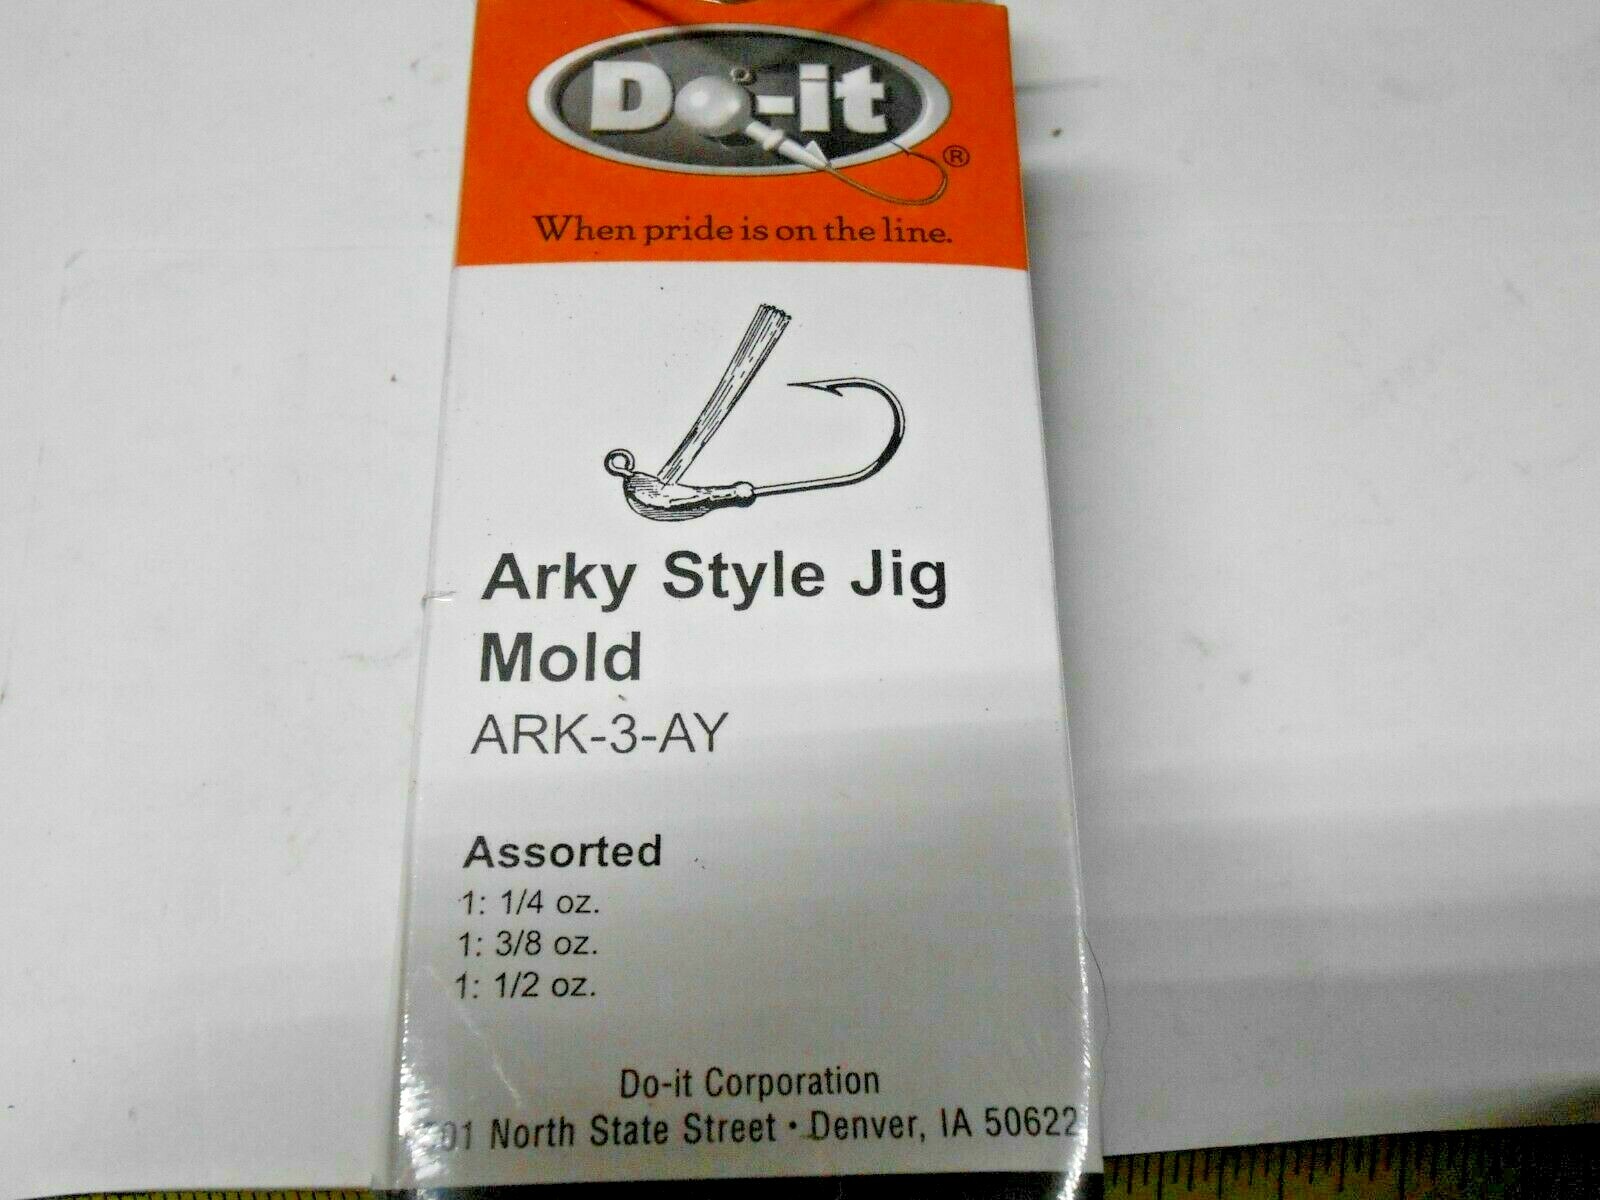 Do-it
®
When pride is on the line.
Arky Style Jig
Mold
ARK-3-AY
Assorted
1: 1/4 oz.
1: 3/8 oz.
1: 1/2 oz.
Do-it Corporation
North State Street • Denver, IA 50622